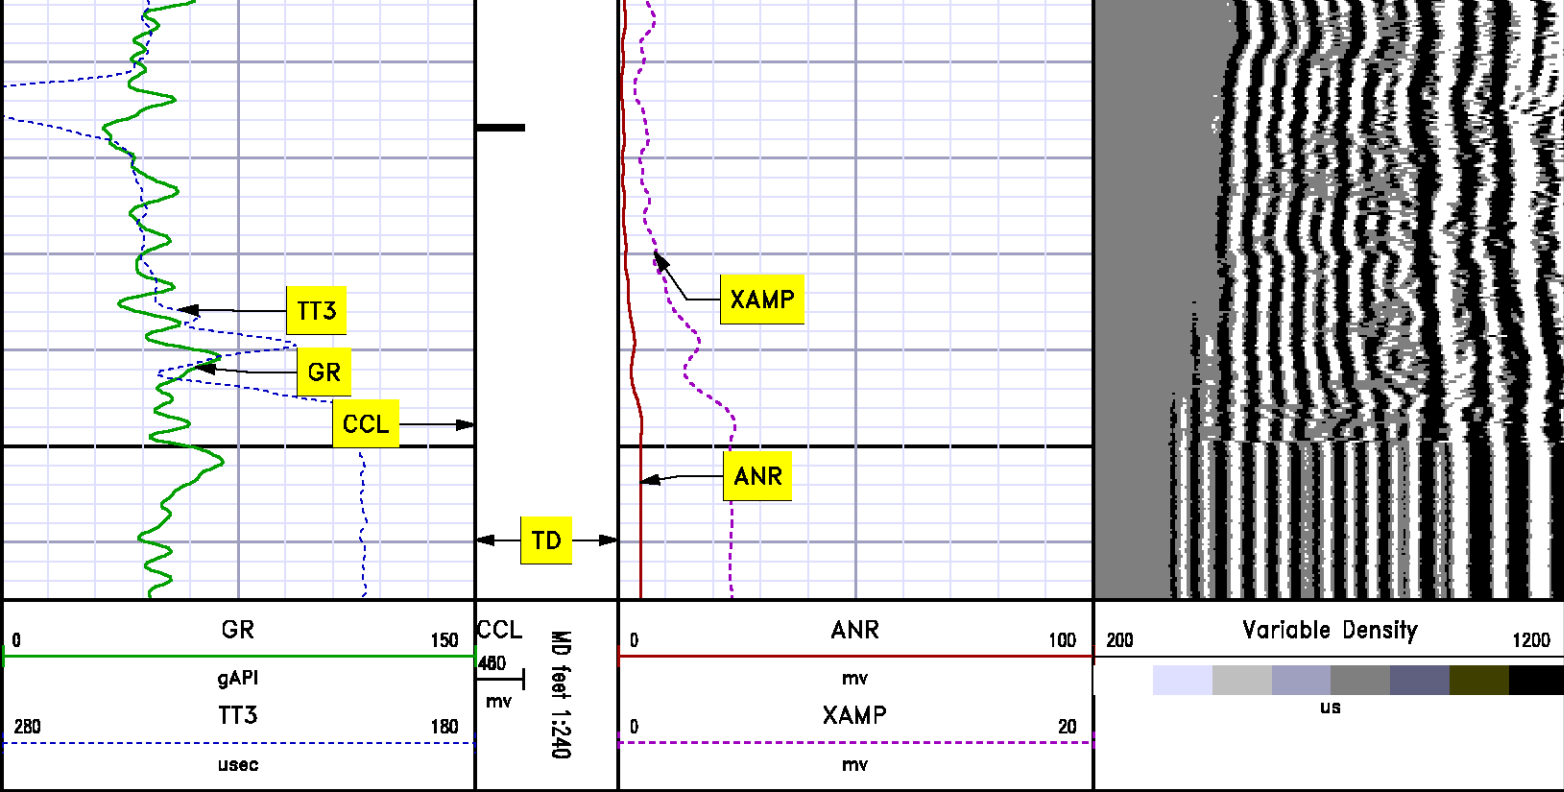 XAMP
TT3
GR
CCL
ANR
TD
0 GR 150
gAPI
280 TT3 180
usec
CCL
mv
MD feet 1:240
0 ANR 100
mv
0 XAMP 20
mv
200 Variable Density 1200
us